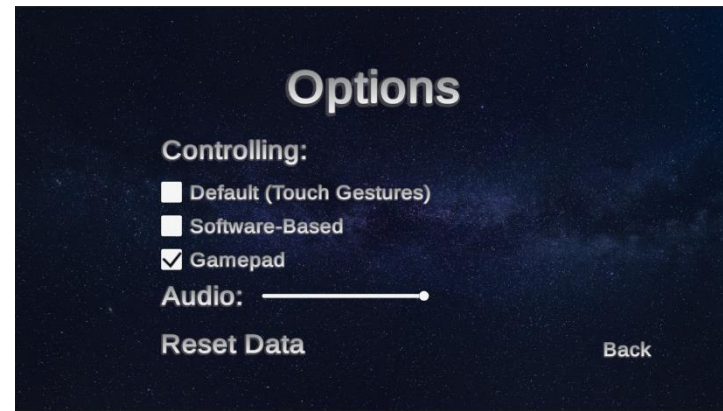 Options
Controlling:
Default (Touch Gestures)
Software-Based
Gamepad
Audio:
Reset Data
Back